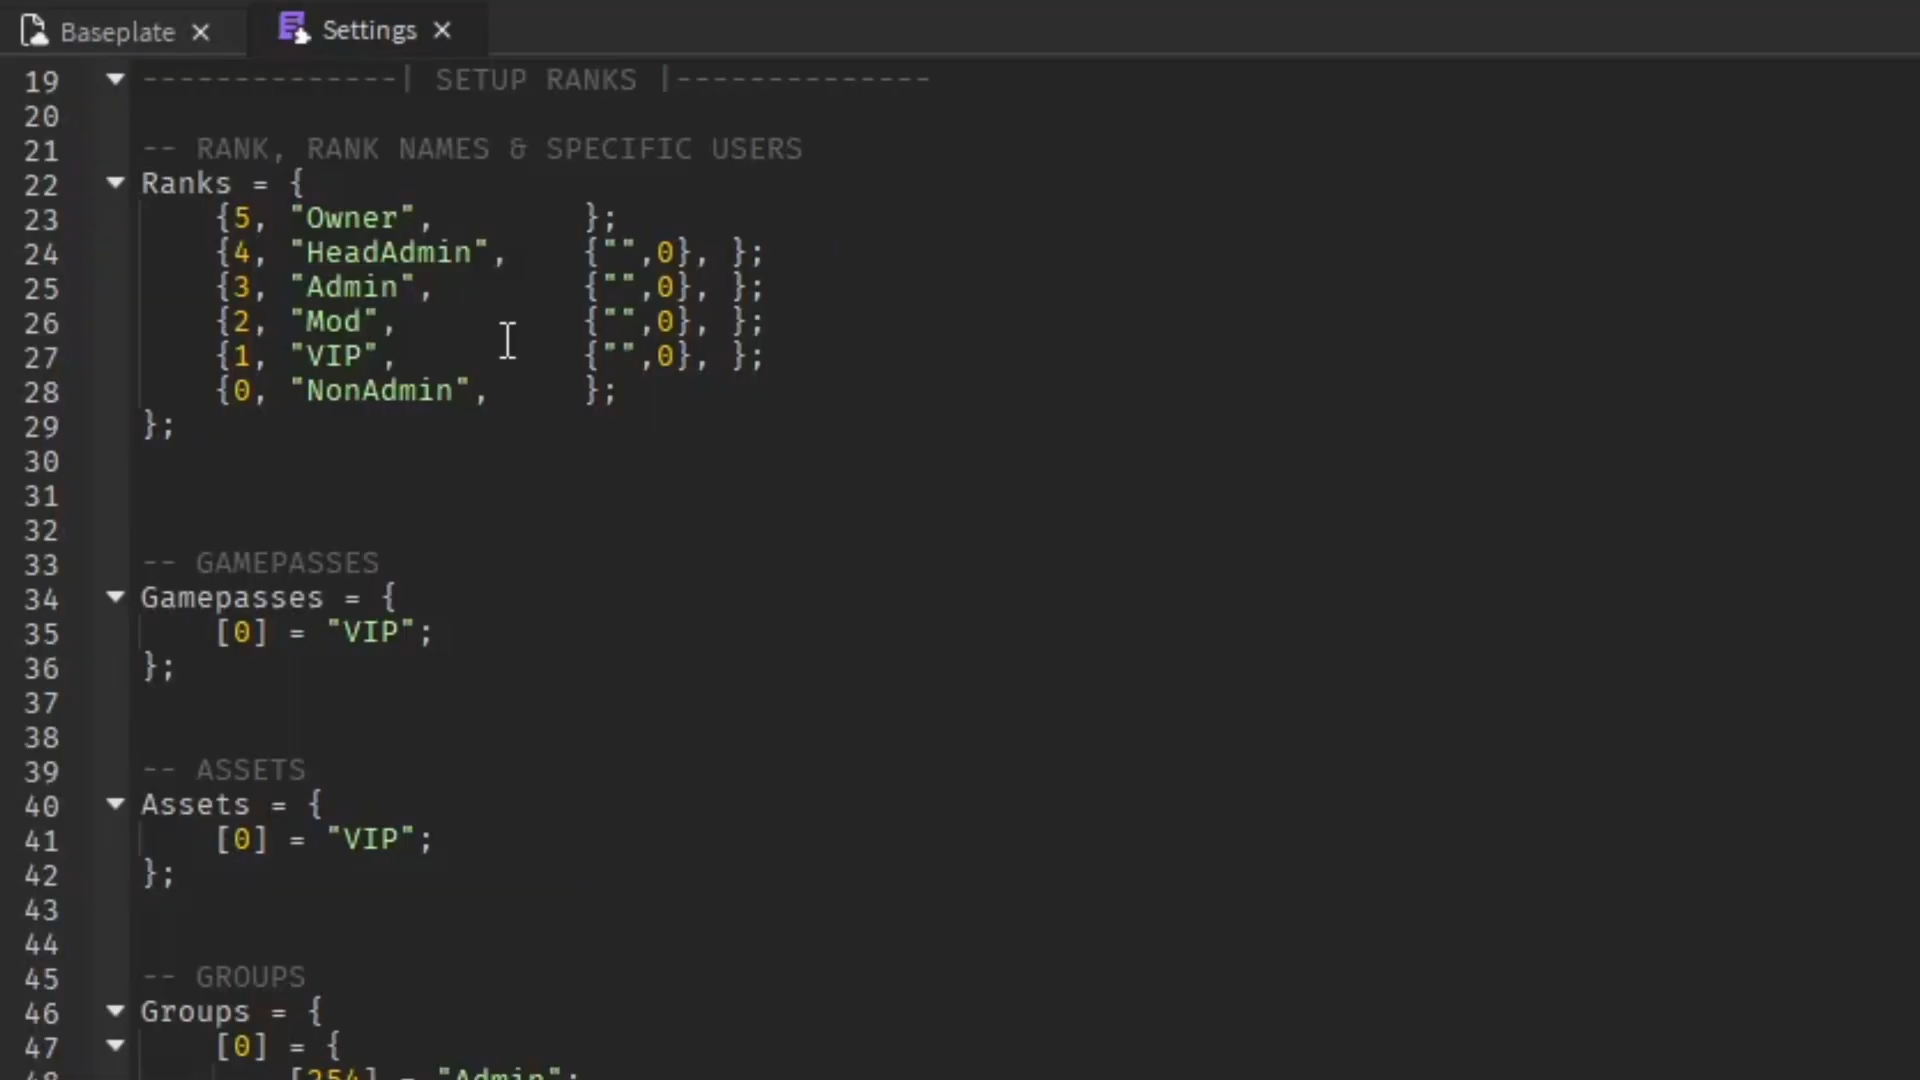 Baseplate × Settings ×
19 --------------| SETUP RANKS |--------------
20
21 -- RANK, RANK NAMES & SPECIFIC USERS
22 Ranks = {
23 {5, "Owner", };
24 {4, "HeadAdmin", {"",0}, };
25 {3, "Admin", {"",0}, };
26 {2, "Mod", {"",0}, };
27 {1, "VIP", {"",0}, };
28 {0, "NonAdmin", };
29 };
30
31
32
33 -- GAMEPASSES
34 Gamepasses = {
35 [0] = "VIP";
36 };
37
38
39 -- ASSETS
40 Assets = {
41 [0] = "VIP";
42 };
43
44
45 -- GROUPS
46 Groups = {
47 [0] = {
48 [254] = "Admin";